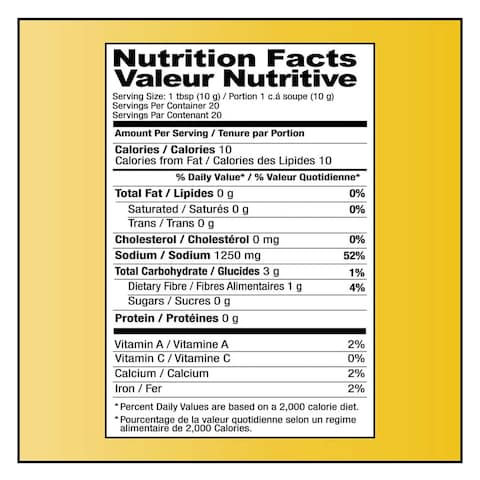 Nutrition Facts
Valeur Nutritive
Serving Size: 1 tbsp (10 g) / Portion 1 c.á soupe (10 g)
Servings Per Container 20
Servings Par Contenant 20
Amount Per Serving / Tenure par Portion
Calories / Calories 10
Calories from Fat / Calories des Lipides 10
% Daily Value* / % Valeur Quotidienne*
Total Fat / Lipides 0 g 0%
Saturated / Saturés 0 g 0%
Trans / Trans 0 g
Cholesterol / Cholestérol 0 mg 0%
Sodium / Sodium 1250 mg 52%
Total Carbohydrate / Glucides 3 g 1%
Dietary Fibre / Fibres Alimentaires 1 g 4%
Sugars / Sucres 0 g
Protein / Protéines 0 g
Vitamin A / Vitamine A 2%
Vitamin C / Vitamine C 0%
Calcium / Calcium 2%
Iron / Fer 2%
*Percent Daily Values are based on a 2,000 calorie diet.
*Pourcentage de la valeur quotidienne selon un regime
alimentaire de 2,000 Calories.